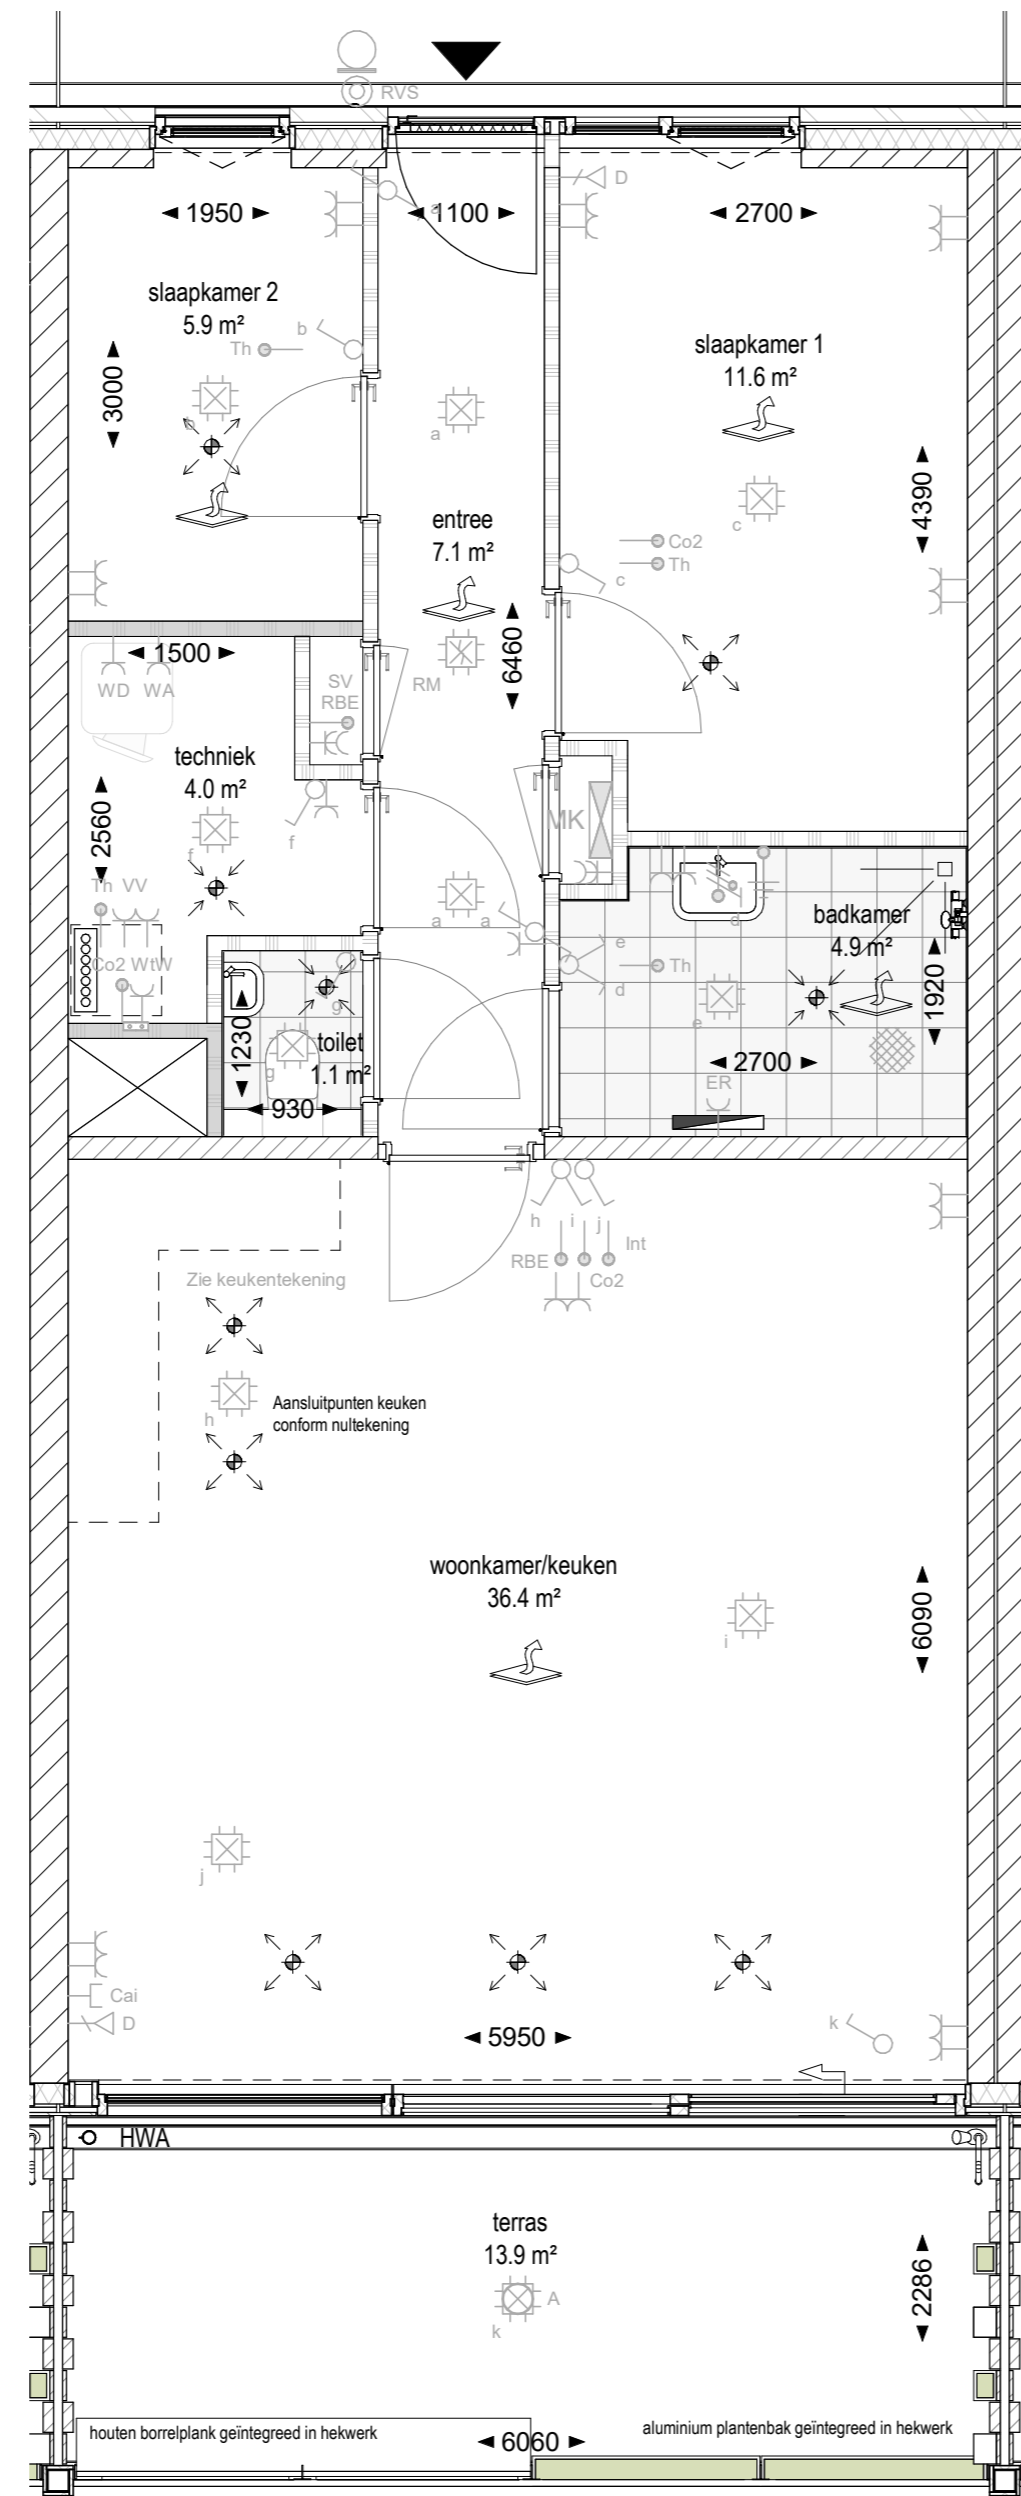 RVS
D
1950
a
1100
2700
slaapkamer 2
5.9 m²
b
Th
slaapkamer 1
11.6 m²
3000
b
a
c
4390
entree
7.1 m²
Co2
Th
c
1500
6460
WD
WA
SV
RBE
RM
techniek
4.0 m²
2560
f
f
MK
Th
VV
a
a
d
badkamer
4.9 m²
e
Co2
WtW
Th
d
g
e
1920
1230
toilet
1.1 m²
g
2700
930
ER
h
i
j
Int
RBE
Co2
Zie keukentekening
Aansluitpunten keuken
conform nultekening
h
woonkamer/keuken
36.4 m²
i
6090
j
Cai
D
5950
k
HWA
terras
13.9 m²
A
k
2286
houten borrelplank geïntegreed in hekwerk
aluminium plantenbak geïntegreed in hekwerk
6060